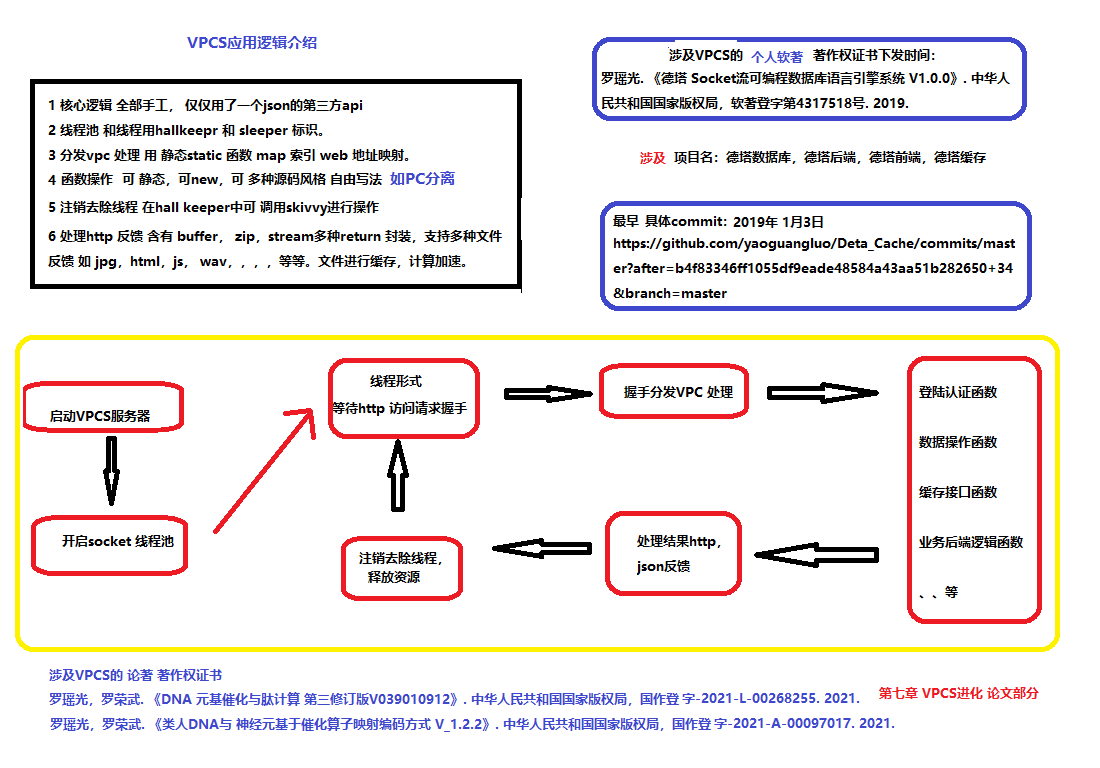 VPCS应用逻辑介绍
1 核心逻辑 全部手工， 仅仅用了一个json的第三方api
2 线程池 和线程用hallkeepr 和 sleeper 标识。
3 分发vpc 处理 用 静态static 函数 map 索引 web 地址映射。
4 函数操作 可 静态，可new，可 多种源码风格 自由写法 如PC分离
5 注销去除线程 在hall keeper中可 调用skivvy进行操作
6 处理http 反馈 含有 buffer， zip，stream多种return 封装，支持多种文件
反馈 如 jpg，html，js， wav，，，，等等。文件进行缓存，计算加速。
涉及VPCS的 个人软著 著作权证书下发时间：
罗瑶光. 《德塔 Socket流可编程数据库语言引擎系统 V1.0.0》. 中华人
民共和国国家版权局，软著登字第4317518号. 2019.
涉及 项目名：德塔数据库，德塔后端，德塔前端，德塔缓存
最早 具体commit：2019年 1月3日
https://github.com/yaoguangluo/Deta_Cache/commits/mast
er?after=b4f83346ff1055df9eade48584a43aa51b282650+34
&branch=master
启动VPCS服务器
开启socket 线程池
线程形式
等待http 访问请求握手
握手分发VPC 处理
登陆认证函数
数据操作函数
缓存接口函数
业务后端逻辑函数
、、等
处理结果http，
json反馈
注销去除线程，
释放资源
涉及VPCS的 论著 著作权证书
罗瑶光，罗荣武. 《DNA 元基催化与肽计算 第三修订版V039010912》. 中华人民共和国国家版权局，国作登 字-2021-L-00268255. 2021.
第七章 VPCS进化 论文部分
罗瑶光，罗荣武. 《类人DNA与 神经元基于催化算子映射编码方式 V_1.2.2》. 中华人民共和国国家版权局，国作登 字-2021-A-00097017. 2021.